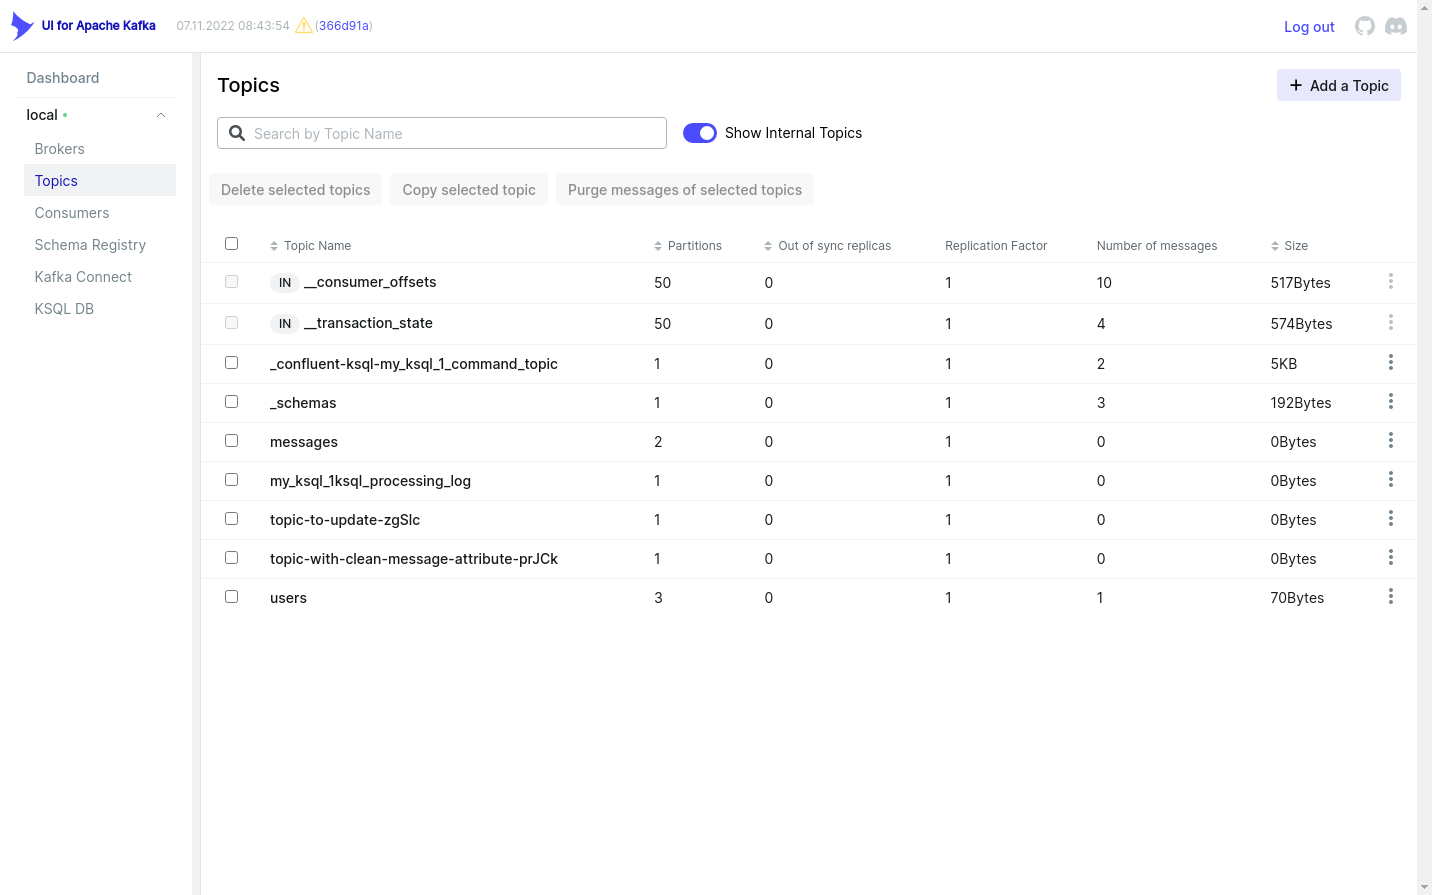 UI for Apache Kafka 07.11.2022 08:43:54 (366d91a) Log out
Dashboard
local
Brokers
Topics
Consumers
Schema Registry
Kafka Connect
KSQL DB
Topics
Add a Topic
Search by Topic Name
Show Internal Topics
Delete selected topics Copy selected topic Purge messages of selected topics
Topic Name Partitions Out of sync replicas Replication Factor Number of messages Size
IN __consumer_offsets 50 0 1 10 517Bytes
IN __transaction_state 50 0 1 4 574Bytes
_confluent-ksql-my_ksql_1_command_topic 1 0 1 2 5KB
_schemas 1 0 1 3 192Bytes
messages 2 0 1 0 0Bytes
my_ksql_1ksql_processing_log 1 0 1 0 0Bytes
topic-to-update-zgSlc 1 0 1 0 0Bytes
topic-with-clean-message-attribute-prJCk 1 0 1 0 0Bytes
users 3 0 1 1 70Bytes